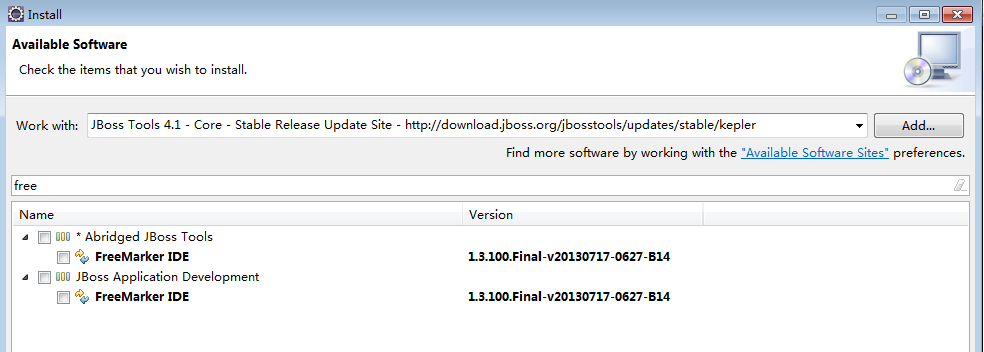 Install
Available Software
Check the items that you wish to install.
Work with: JBoss Tools 4.1 - Core - Stable Release Update Site - http://download.jboss.org/jbosstools/updates/stable/kepler Add...
Find more software by working with the "Available Software Sites" preferences.
free
Name Version
* Abridged JBoss Tools
FreeMarker IDE 1.3.100.Final-v20130717-0627-B14
JBoss Application Development
FreeMarker IDE 1.3.100.Final-v20130717-0627-B14